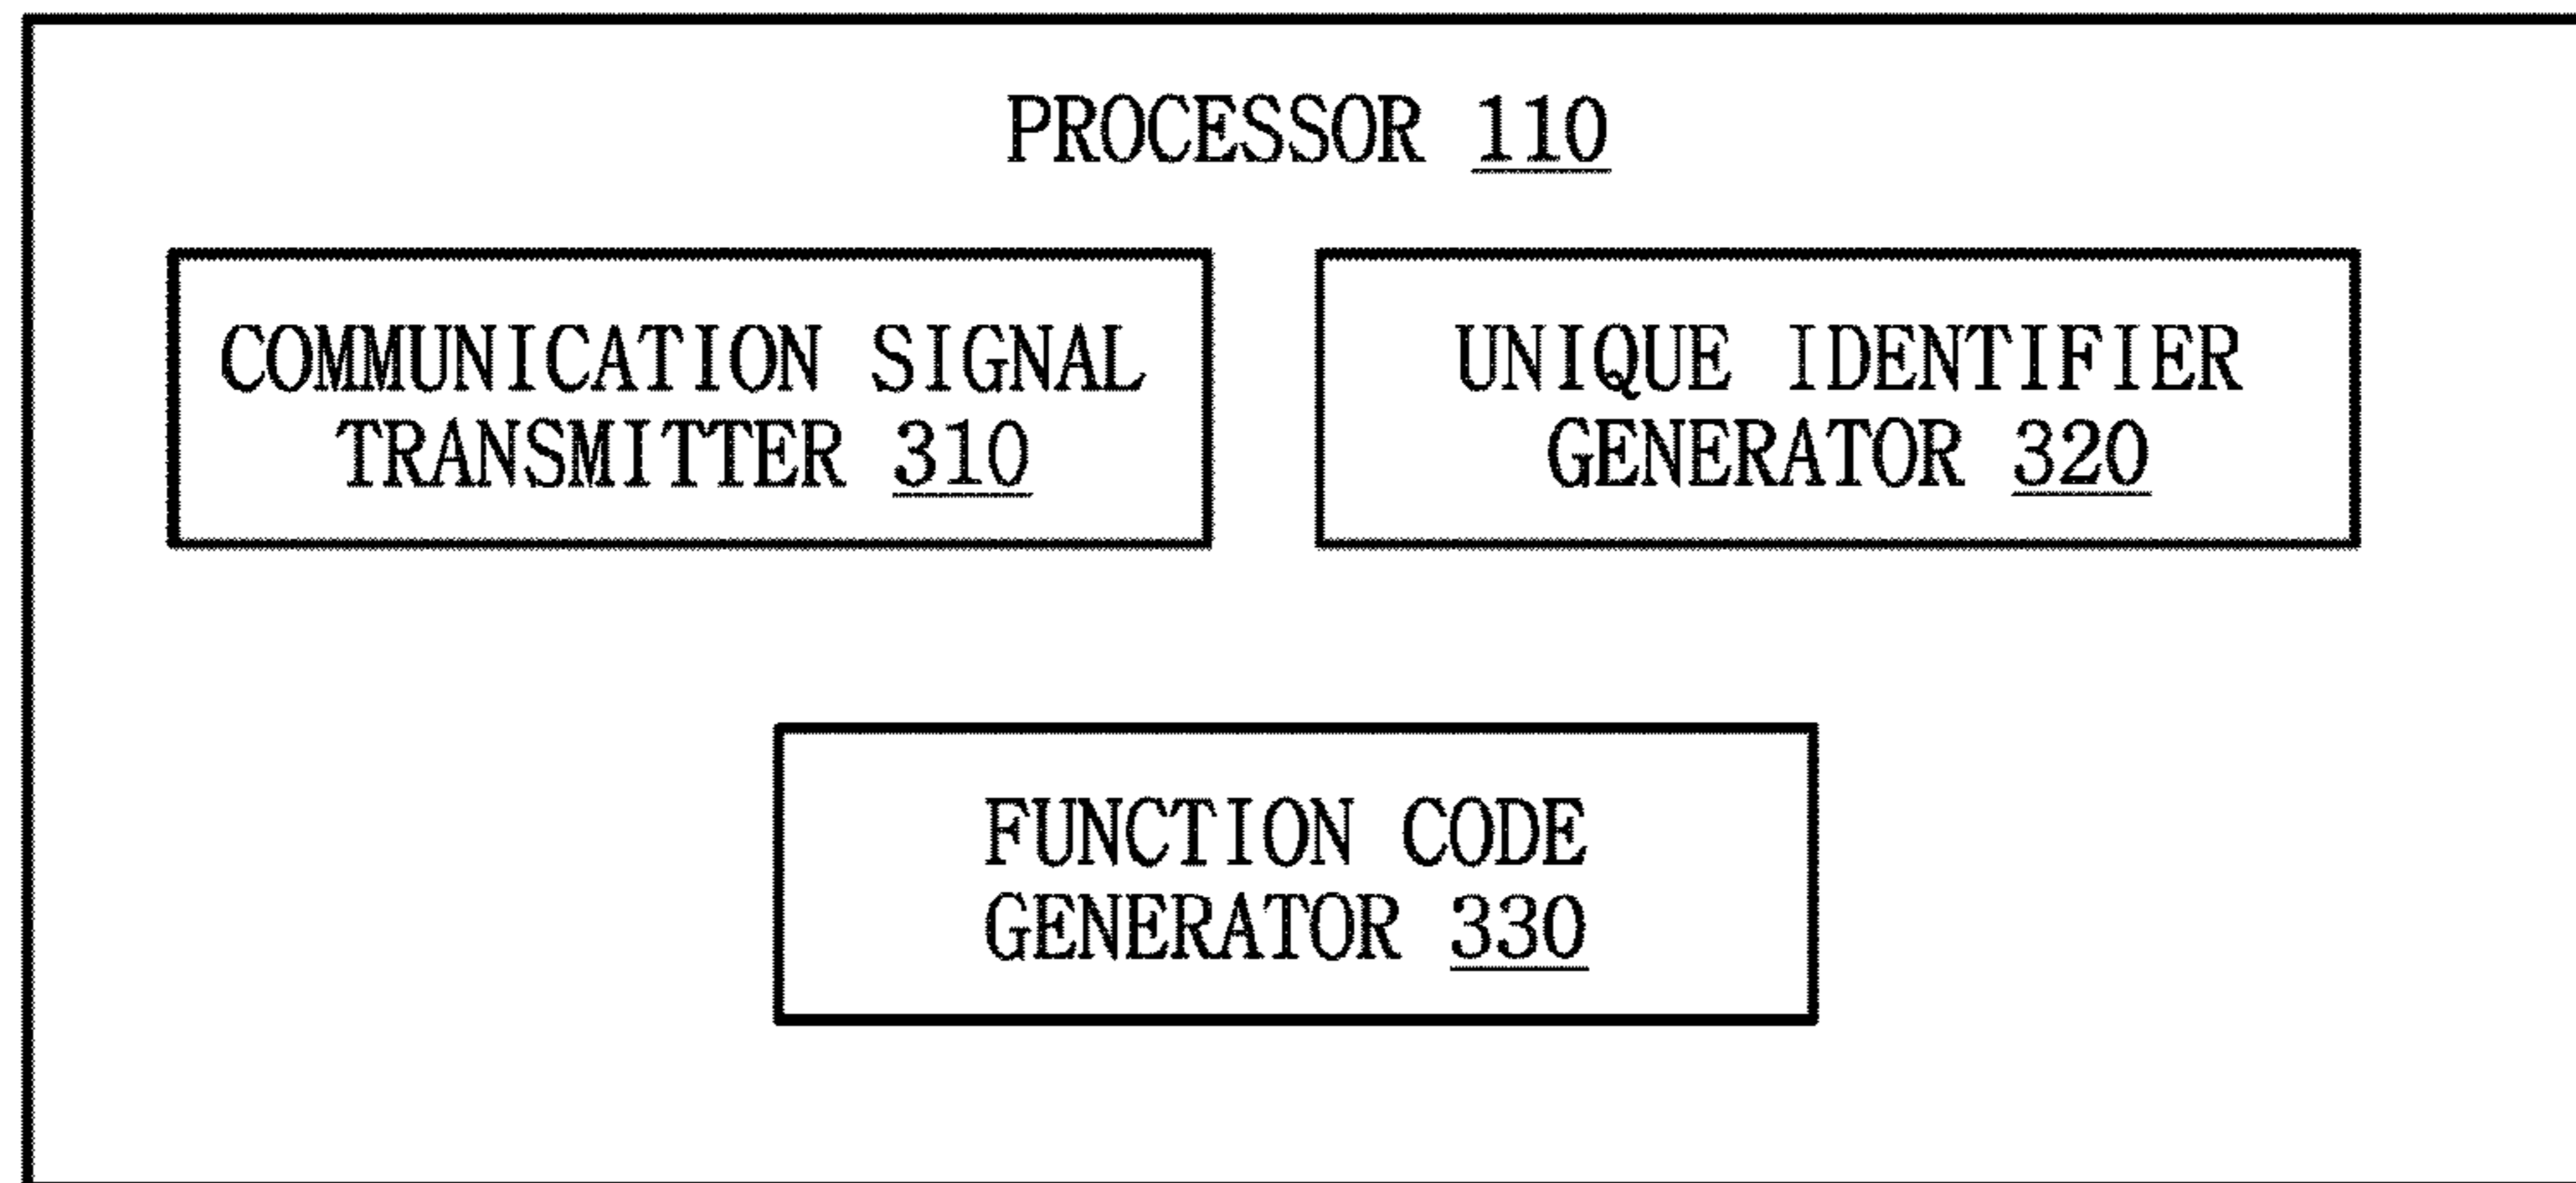 PROCESSOR 110
COMMUNICATION SIGNAL
TRANSMITTER 310
UNIQUE IDENTIFIER
GENERATOR 320
FUNCTION CODE
GENERATOR 330